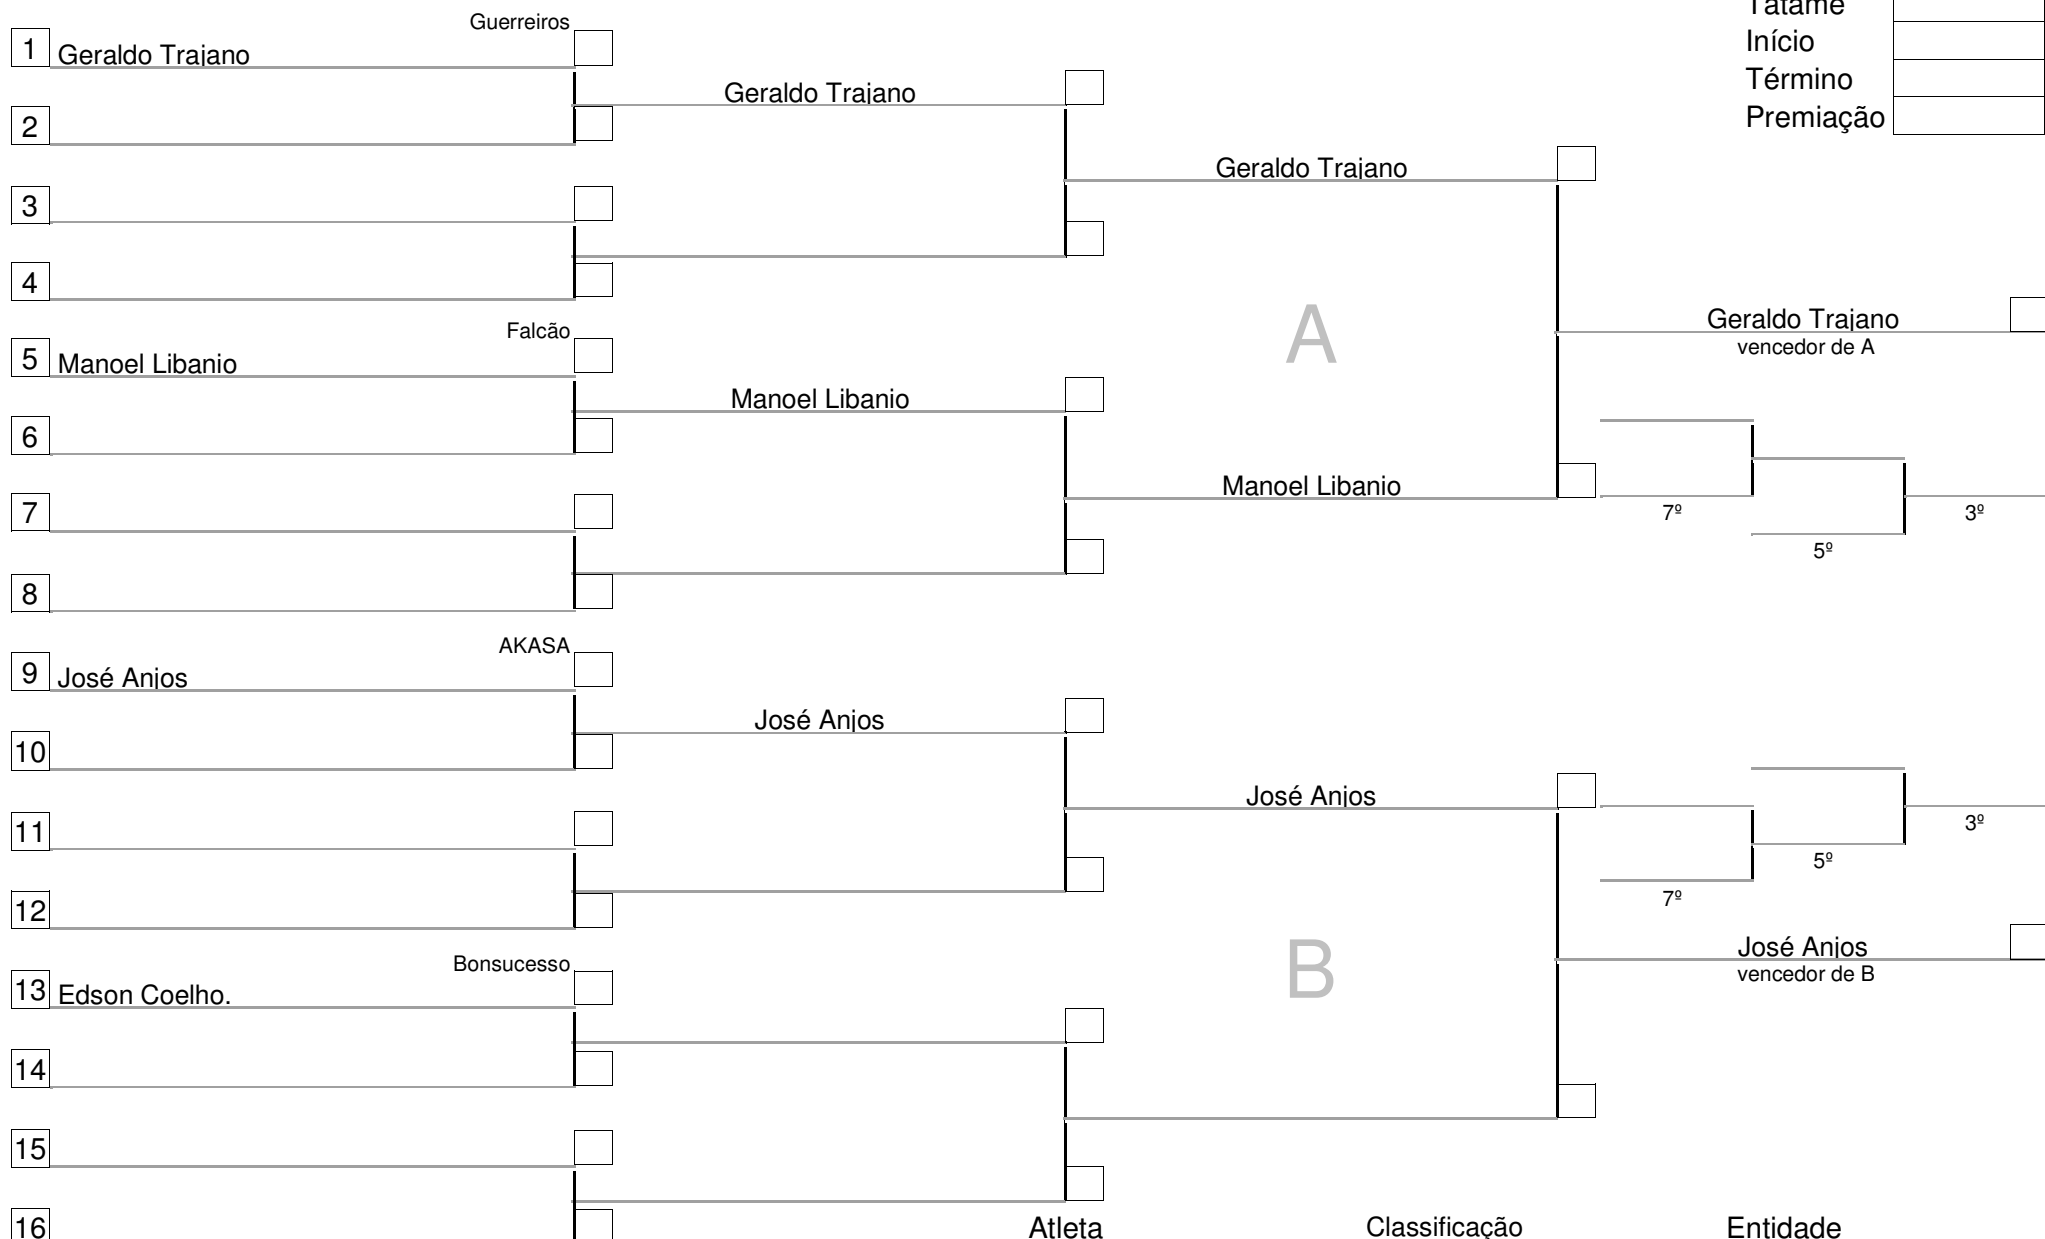 Tatame
Guerreiros
1 Geraldo Trajano
Início
Término
Geraldo Trajano
2
Premiação
Geraldo Trajano
3
4
A
Geraldo Trajano
vencedor de A
Falcão
5 Manoel Libanio
Manoel Libanio
6
Manoel Libanio
7
7º
3º
5º
8
AKASA
9 José Anjos
José Anjos
10
José Anjos
11
3º
5º
7º
12
B
José Anjos
vencedor de B
Bonsucesso
13 Edson Coelho.
14
15
16
Atleta Classificação Entidade